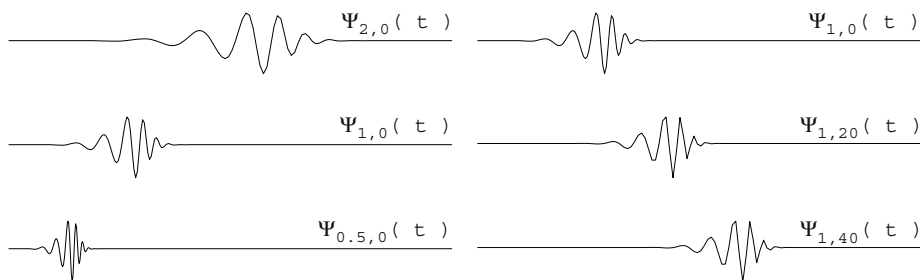 Ψ2,0( t )
Ψ1,0( t )
Ψ1,0( t )
Ψ1,20( t )
Ψ0.5,0( t )
Ψ1,40( t )